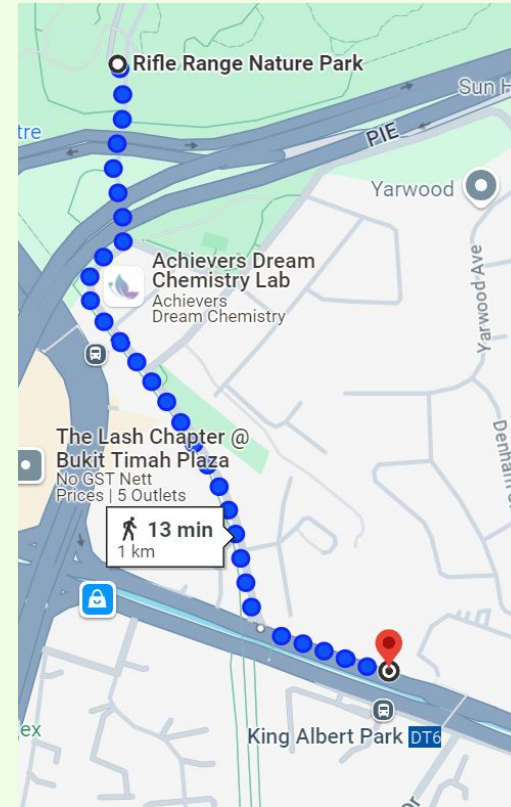 Rifle Range Nature Park
Sun H
tre
PIE
Yarwood
Achievers Dream
Chemistry Lab
Achievers
Dream Chemistry
Yarwood Ave
The Lash Chapter @
Bukit Timah Plaza
No GST Nett
Prices | 5 Outlets
13 min
1 km
King Albert Park DT6
ex